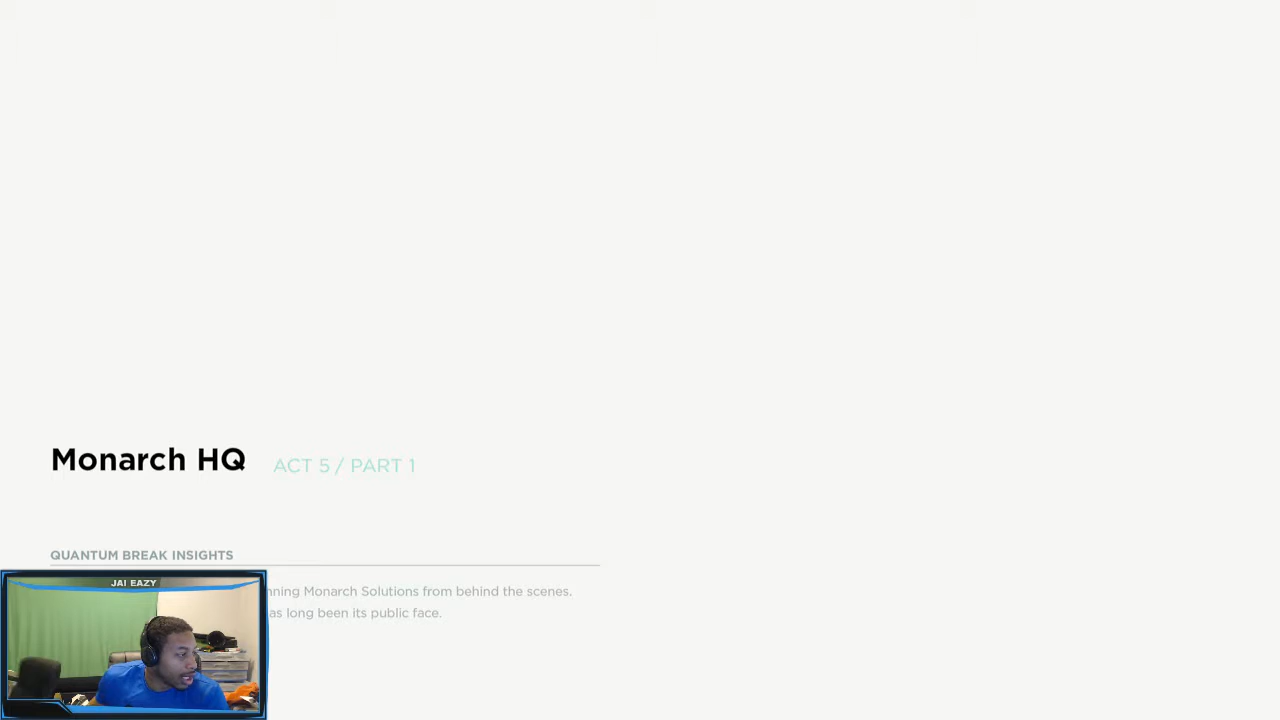 Monarch HQ ACT 5 / PART 1
QUANTUM BREAK INSIGHTS
JAI EAZY
Monarch Solutions from behind the scenes.
as long been its public face.